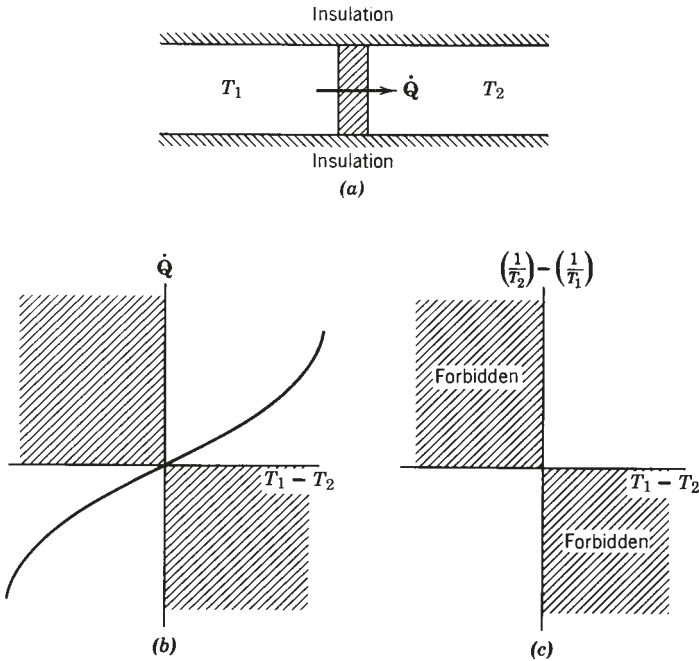 Insulation
T₁
Q̇
T₂
Insulation
(a)
Q̇
T₁ − T₂
(b)
(1/T₂) − (1/T₁)
Forbidden
T₁ − T₂
Forbidden
(c)